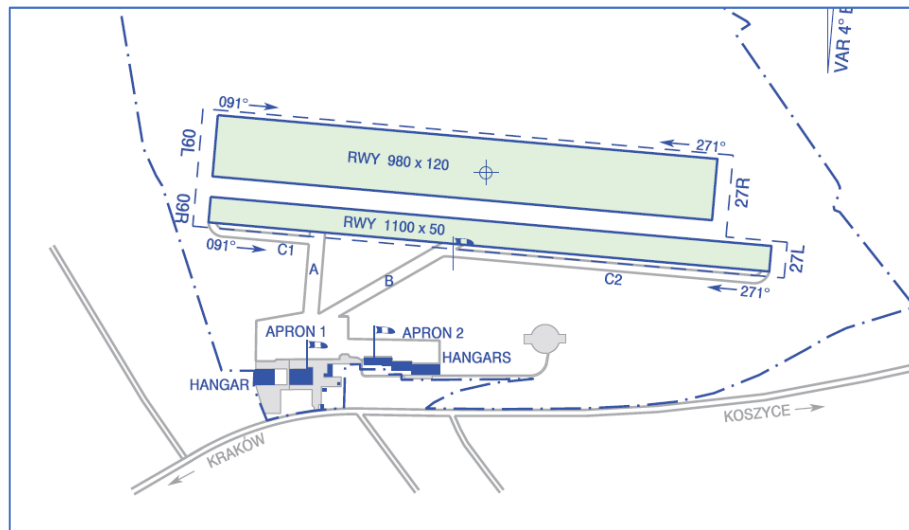 VAR 4° E
091°
271°
09L
RWY 980 x 120
27R
09R
RWY 1100 x 50
27L
091°
C1
A
B
C2
271°
APRON 1
APRON 2
HANGARS
HANGAR
KOSZYCE
KRAKÓW